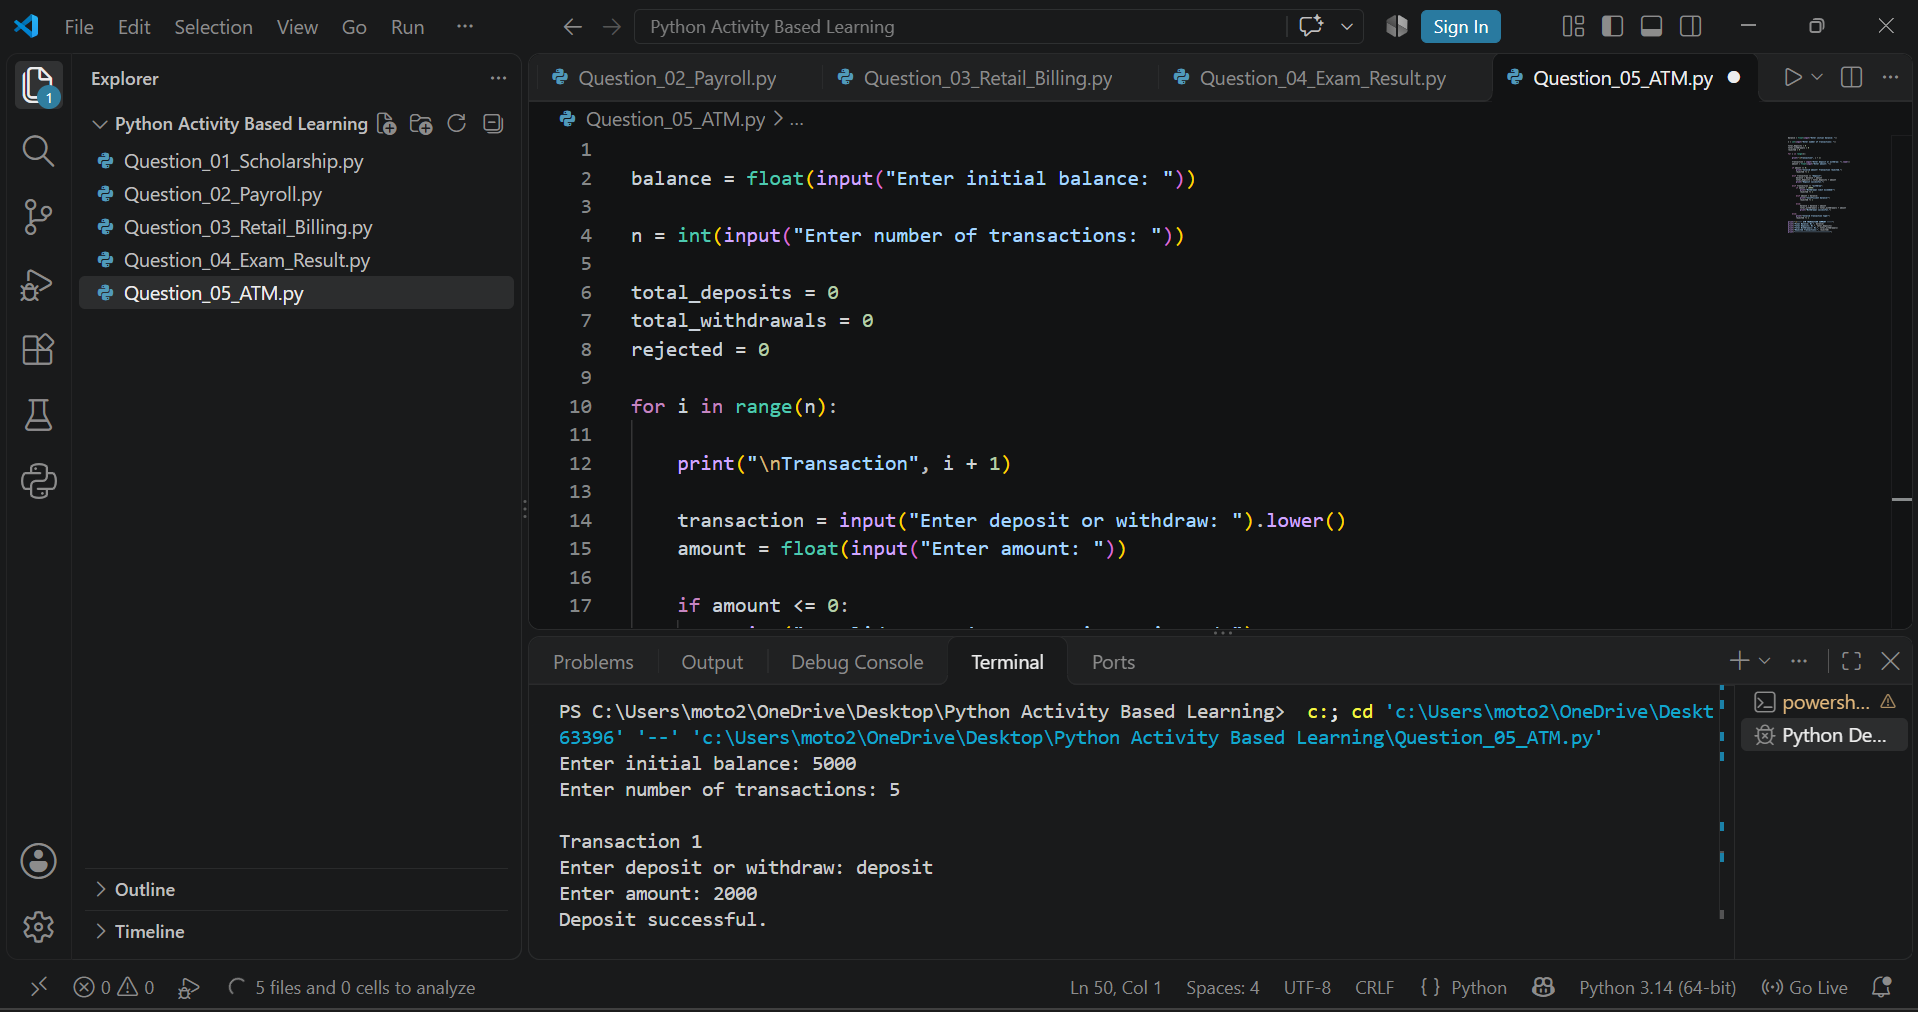 File Edit Selection View Go Run ···
Python Activity Based Learning
Sign In
Explorer
Python Activity Based Learning
Question_01_Scholarship.py
Question_02_Payroll.py
Question_03_Retail_Billing.py
Question_04_Exam_Result.py
Question_05_ATM.py
Outline
Timeline
1
Question_02_Payroll.py
Question_03_Retail_Billing.py
Question_04_Exam_Result.py
Question_05_ATM.py
Question_05_ATM.py > ...
1
2 balance = float(input("Enter initial balance: "))
3
4 n = int(input("Enter number of transactions: "))
5
6 total_deposits = 0
7 total_withdrawals = 0
8 rejected = 0
9
10 for i in range(n):
11
12 print("\nTransaction", i + 1)
13
14 transaction = input("Enter deposit or withdraw: ").lower()
15 amount = float(input("Enter amount: "))
16
17 if amount <= 0:
Problems Output Debug Console Terminal Ports
PS C:\Users\moto2\OneDrive\Desktop\Python Activity Based Learning> c:; cd 'c:\Users\moto2\OneDrive\Deskt
63396' '--' 'c:\Users\moto2\OneDrive\Desktop\Python Activity Based Learning\Question_05_ATM.py'
Enter initial balance: 5000
Enter number of transactions: 5
Transaction 1
Enter deposit or withdraw: deposit
Enter amount: 2000
Deposit successful.
powersh...
Python De...
0 0 5 files and 0 cells to analyze
Ln 50, Col 1 Spaces: 4 UTF-8 CRLF {} Python Python 3.14 (64-bit) Go Live